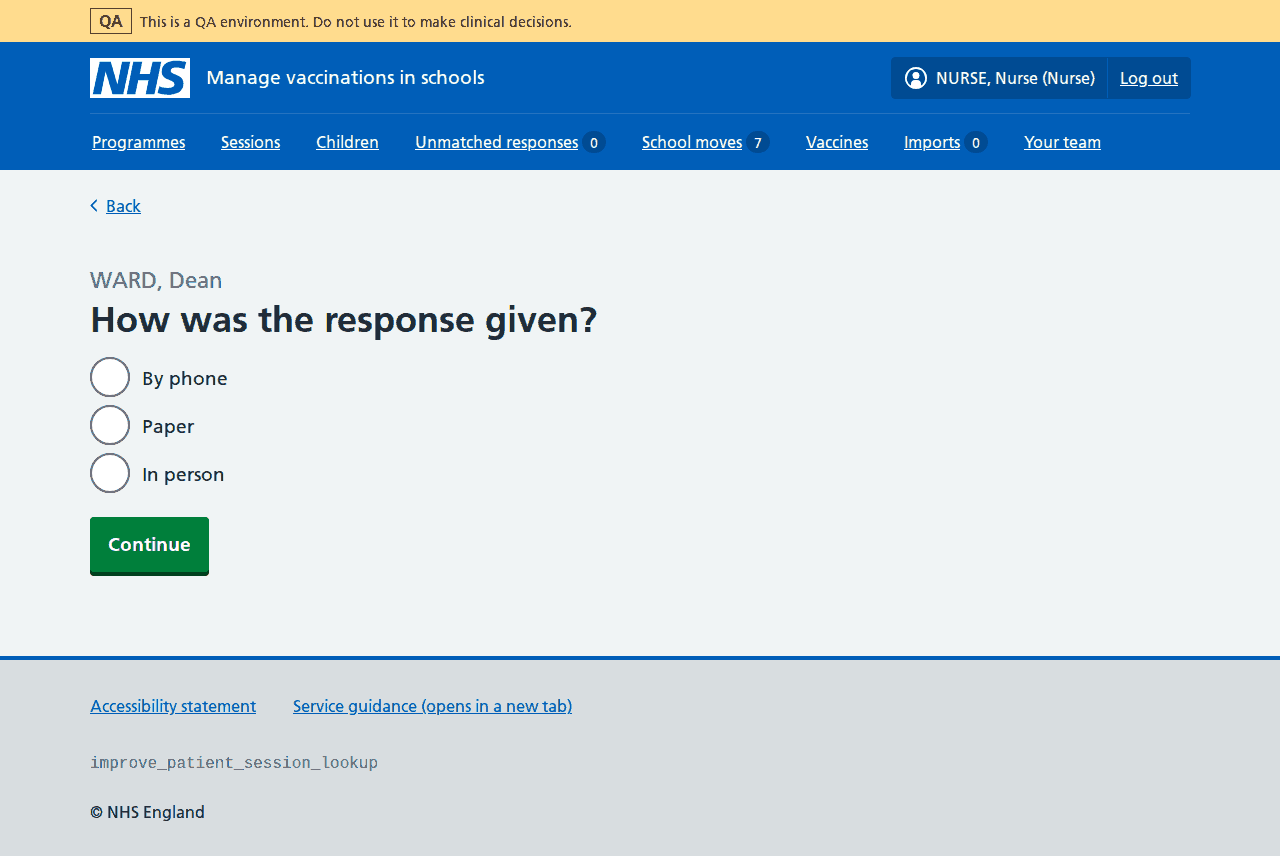 QA This is a QA environment. Do not use it to make clinical decisions.
NHS Manage vaccinations in schools NURSE, Nurse (Nurse) Log out
Programmes Sessions Children Unmatched responses 0 School moves 7 Vaccines Imports 0 Your team
Back
WARD, Dean
How was the response given?
By phone
Paper
In person
Continue
Accessibility statement Service guidance (opens in a new tab)
improve_patient_session_lookup
© NHS England